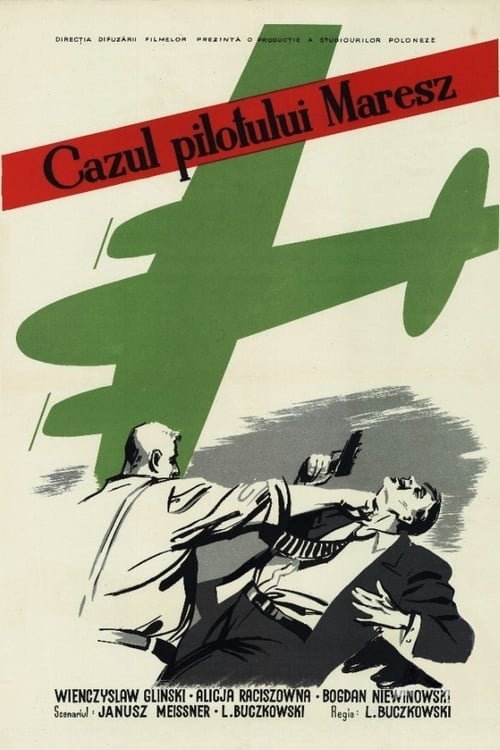 DIRECȚIA DIFUZĂRII FILMELOR PREZINTĂ O PRODUCȚIE A STUDIOURILOR POLONEZE
Cazul pilotului Maresz
WIENCZYSLAW GLINSKI · ALICJA RACISZOWNA · BOGDAN NIEWINOWSKI
Scenariul: JANUSZ MEISSNER · L. BUCZKOWSKI Regia: L. BUCZKOWSKI